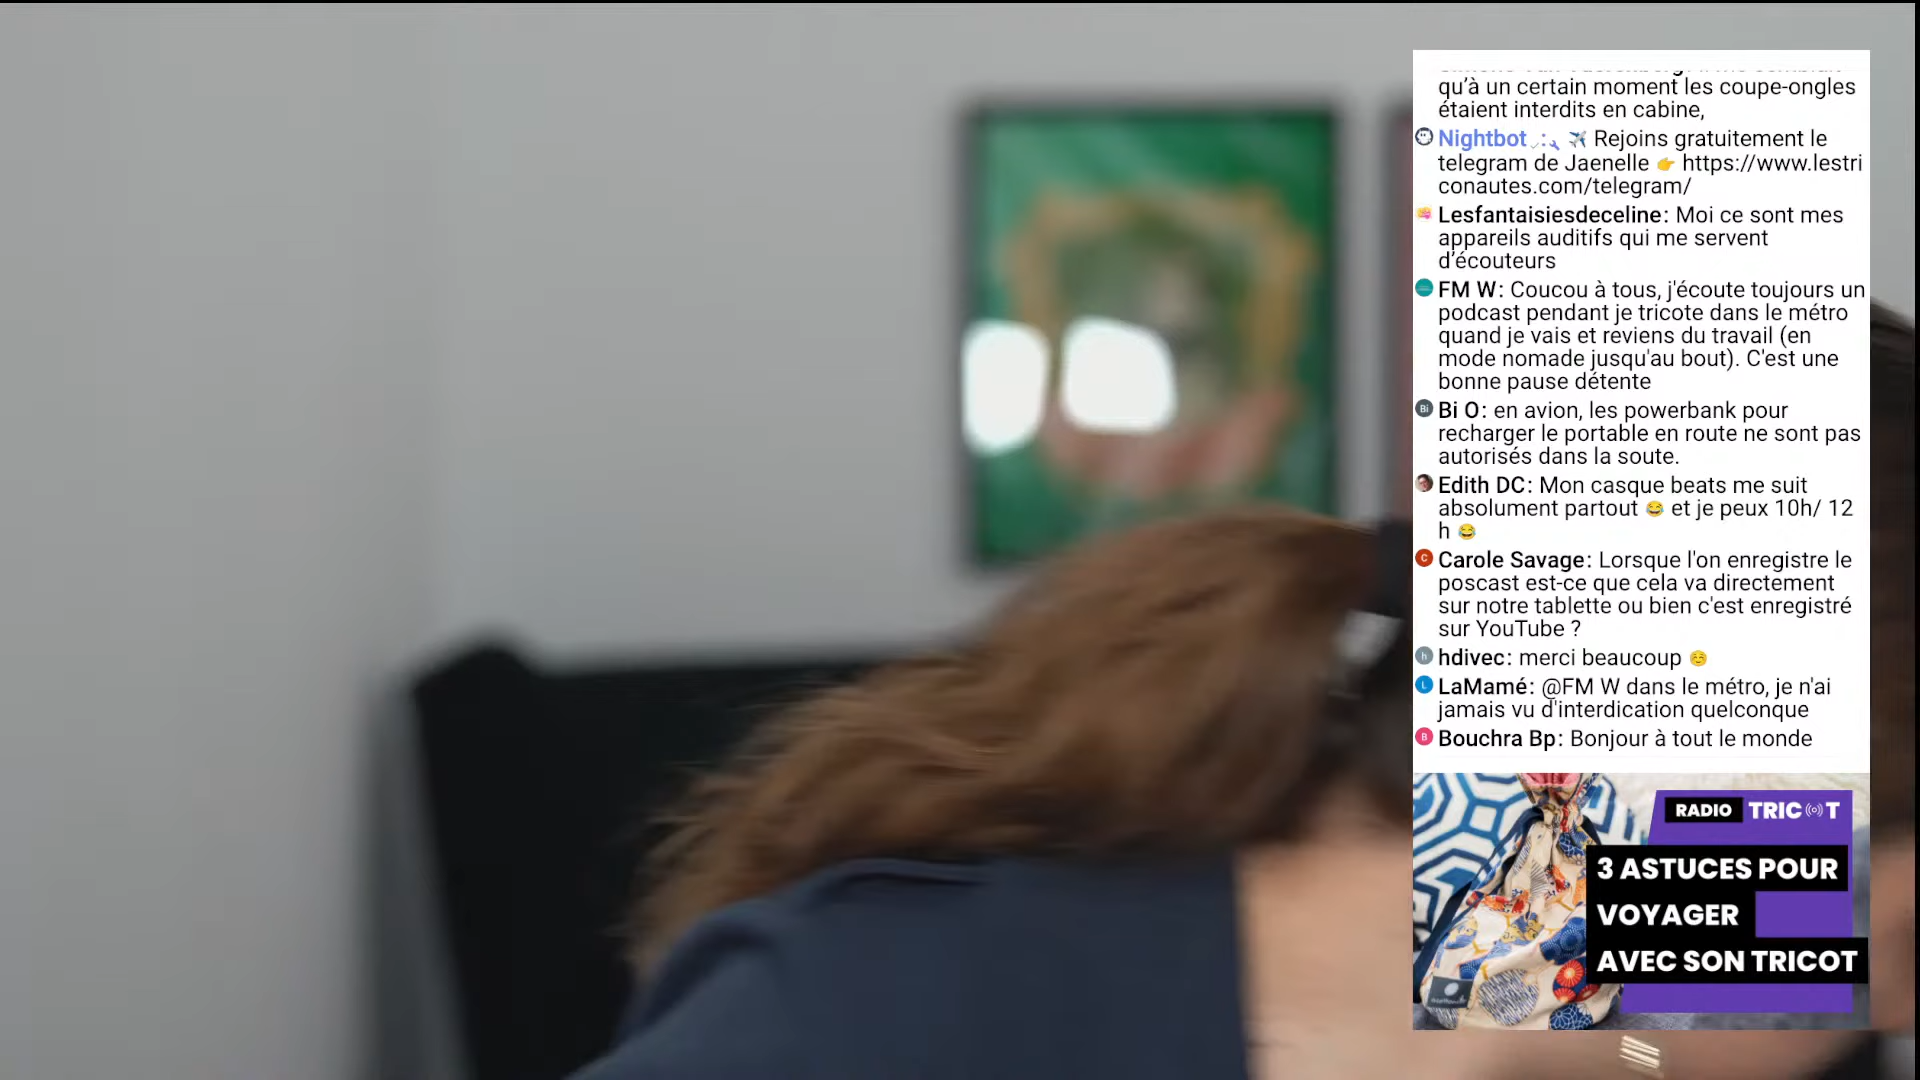 qu’à un certain moment les coupe-ongles
étaient interdits en cabine,
Nightbot ✈️ Rejoins gratuitement le
telegram de Jaenelle 👉 https://www.lestri
conautes.com/telegram/
Lesfantaisiesdeceline: Moi ce sont mes
appareils auditifs qui me servent
d’écouteurs
FM W: Coucou à tous, j'écoute toujours un
podcast pendant je tricote dans le métro
quand je vais et reviens du travail (en
mode nomade jusqu'au bout). C'est une
bonne pause détente
Bi O: en avion, les powerbank pour
recharger le portable en route ne sont pas
autorisés dans la soute.
Edith DC: Mon casque beats me suit
absolument partout 😂 et je peux 10h/ 12
h 😂
Carole Savage: Lorsque l'on enregistre le
poscast est-ce que cela va directement
sur notre tablette ou bien c'est enregistré
sur YouTube ?
hdivec: merci beaucoup ☺️
LaMamé: @FM W dans le métro, je n'ai
jamais vu d'interdication quelconque
Bouchra Bp: Bonjour à tout le monde
RADIO TRICOT
3 ASTUCES POUR
VOYAGER
AVEC SON TRICOT